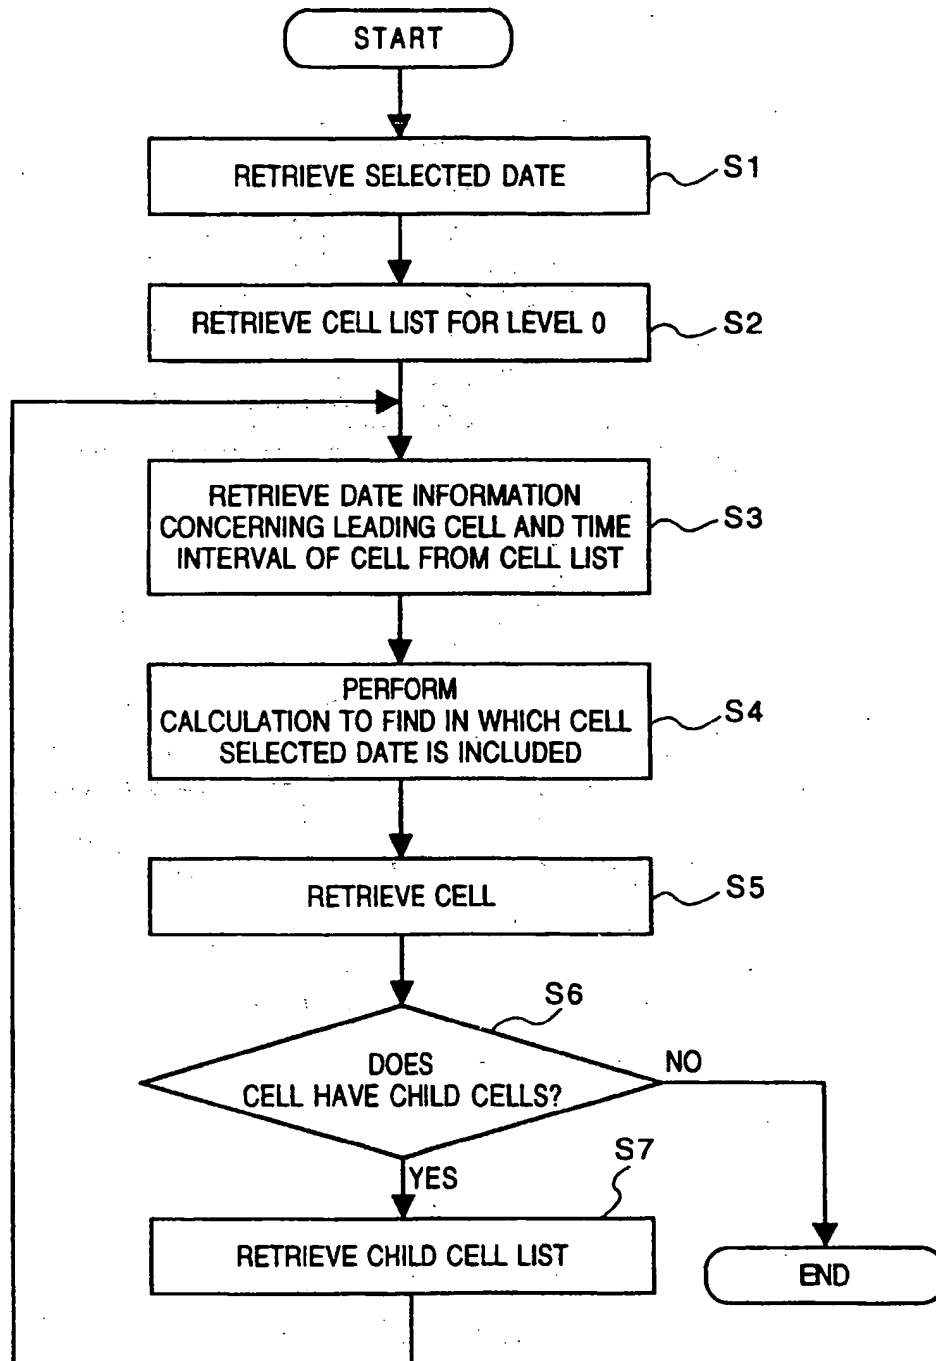 START
RETRIEVE SELECTED DATE
S1
RETRIEVE CELL LIST FOR LEVEL 0
S2
RETRIEVE DATE INFORMATION
CONCERNING LEADING CELL AND TIME
INTERVAL OF CELL FROM CELL LIST
S3
PERFORM
CALCULATION TO FIND IN WHICH CELL
SELECTED DATE IS INCLUDED
S4
RETRIEVE CELL
S5
S6
DOES
CELL HAVE CHILD CELLS?
NO
YES
S7
RETRIEVE CHILD CELL LIST
END